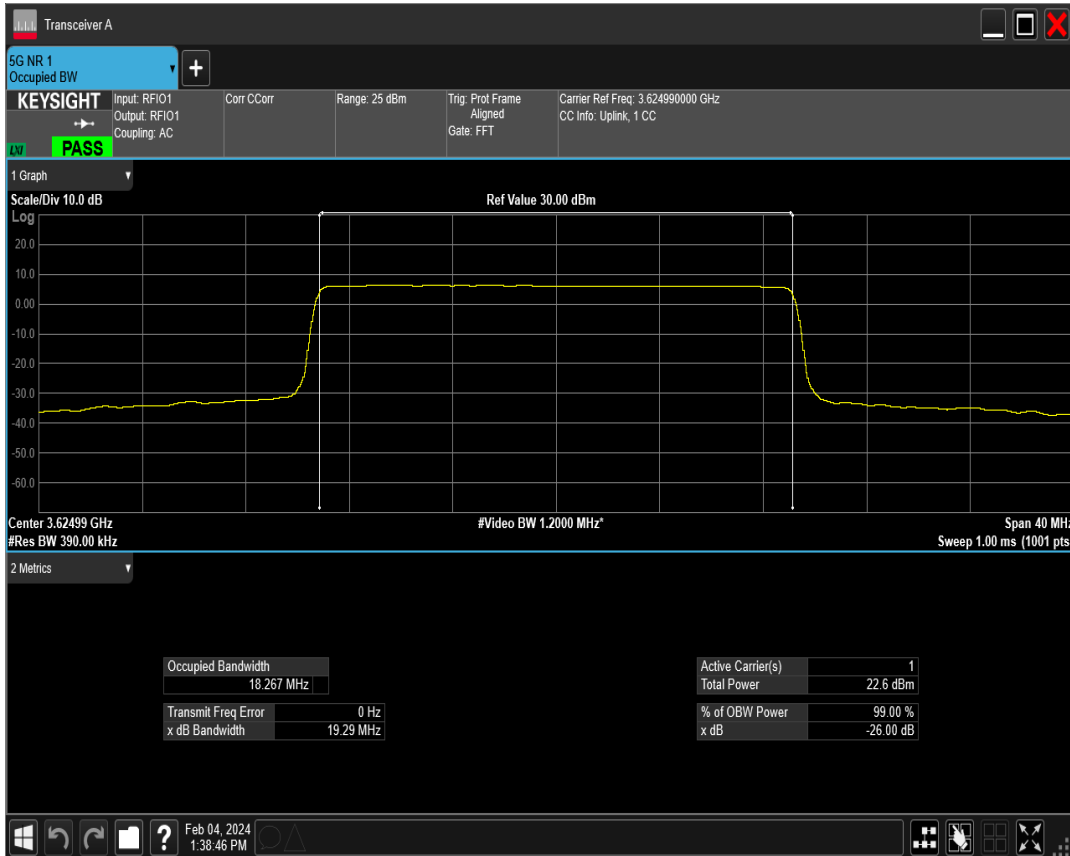 Transceiver A
5G NR 1
Occupied BW
+
KEYSIGHT
LXI
PASS
Input: RFIO1
Output: RFIO1
Coupling: AC
Corr CCorr
Range: 25 dBm
Trig: Prot Frame
Aligned
Gate: FFT
Carrier Ref Freq: 3.624990000 GHz
CC Info: Uplink, 1 CC
1 Graph
Scale/Div 10.0 dB
Ref Value 30.00 dBm
Log
20.0
10.0
0.00
-10.0
-20.0
-30.0
-40.0
-50.0
-60.0
Center 3.62499 GHz
#Video BW 1.2000 MHz*
Span 40 MHz
#Res BW 390.00 kHz
Sweep 1.00 ms (1001 pts
2 Metrics
Occupied Bandwidth
18.267 MHz
Transmit Freq Error 0 Hz
x dB Bandwidth 19.29 MHz
Active Carrier(s) 1
Total Power 22.6 dBm
% of OBW Power 99.00 %
x dB -26.00 dB
?
Feb 04, 2024
1:38:46 PM